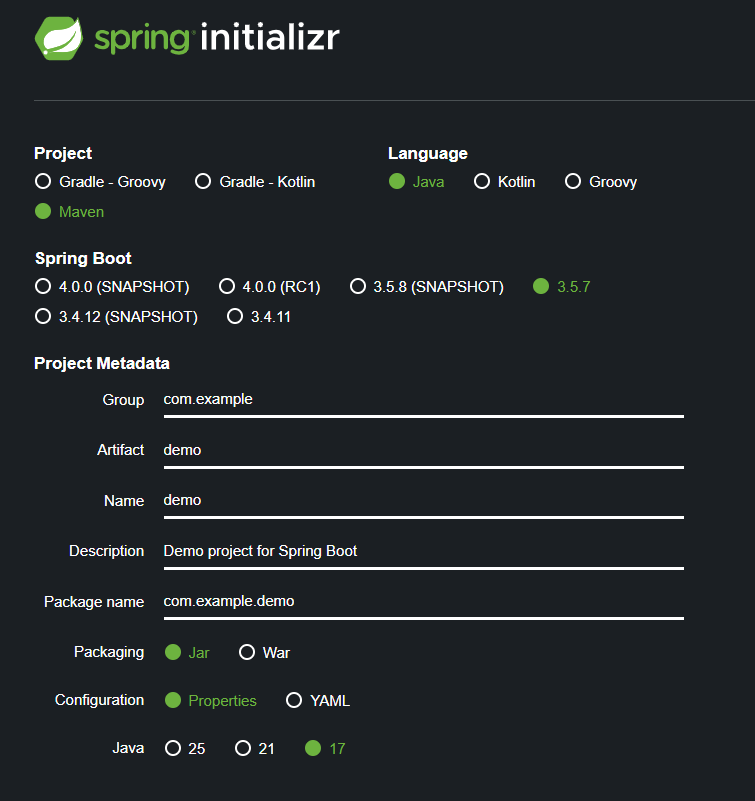 spring initializr
Project
Gradle - Groovy Gradle - Kotlin
Maven
Language
Java Kotlin Groovy
Spring Boot
4.0.0 (SNAPSHOT) 4.0.0 (RC1) 3.5.8 (SNAPSHOT) 3.5.7
3.4.12 (SNAPSHOT) 3.4.11
Project Metadata
Group com.example
Artifact demo
Name demo
Description Demo project for Spring Boot
Package name com.example.demo
Packaging Jar War
Configuration Properties YAML
Java 25 21 17